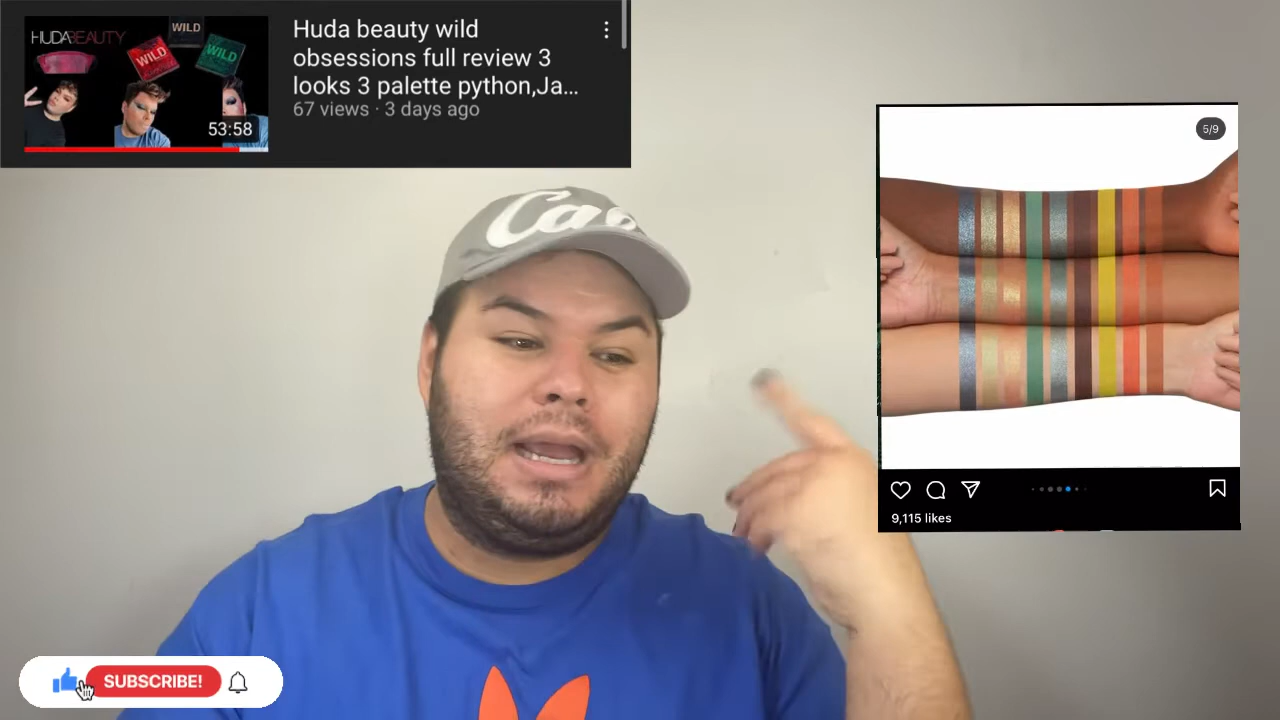 HUDABEAUTY
WILD
WILD
WILD
53:58
Huda beauty wild
obsessions full review 3
looks 3 palette python,Ja...
67 views · 3 days ago
5/9
9,115 likes
SUBSCRIBE!